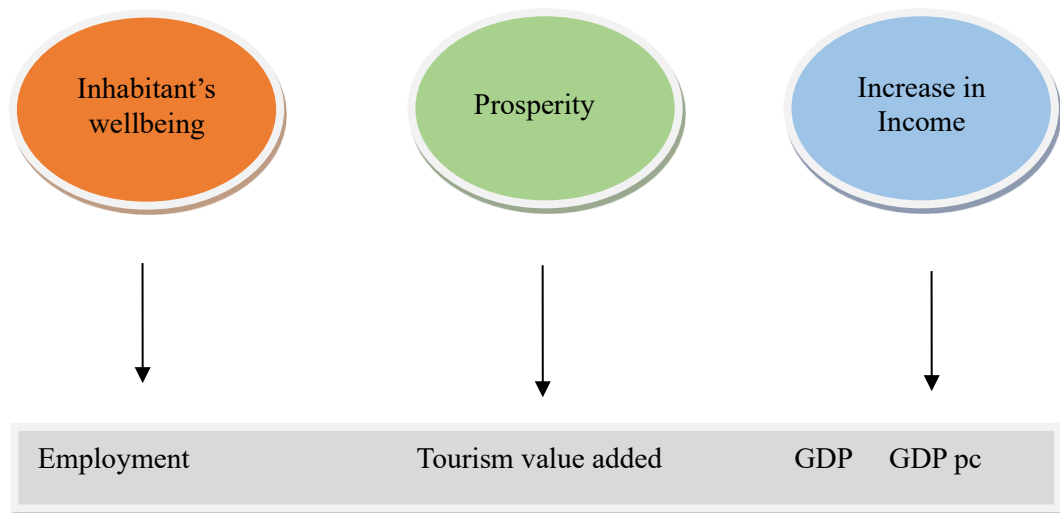 Inhabitant’s
wellbeing
Prosperity
Increase in
Income
Employment
Tourism value added
GDP
GDP pc